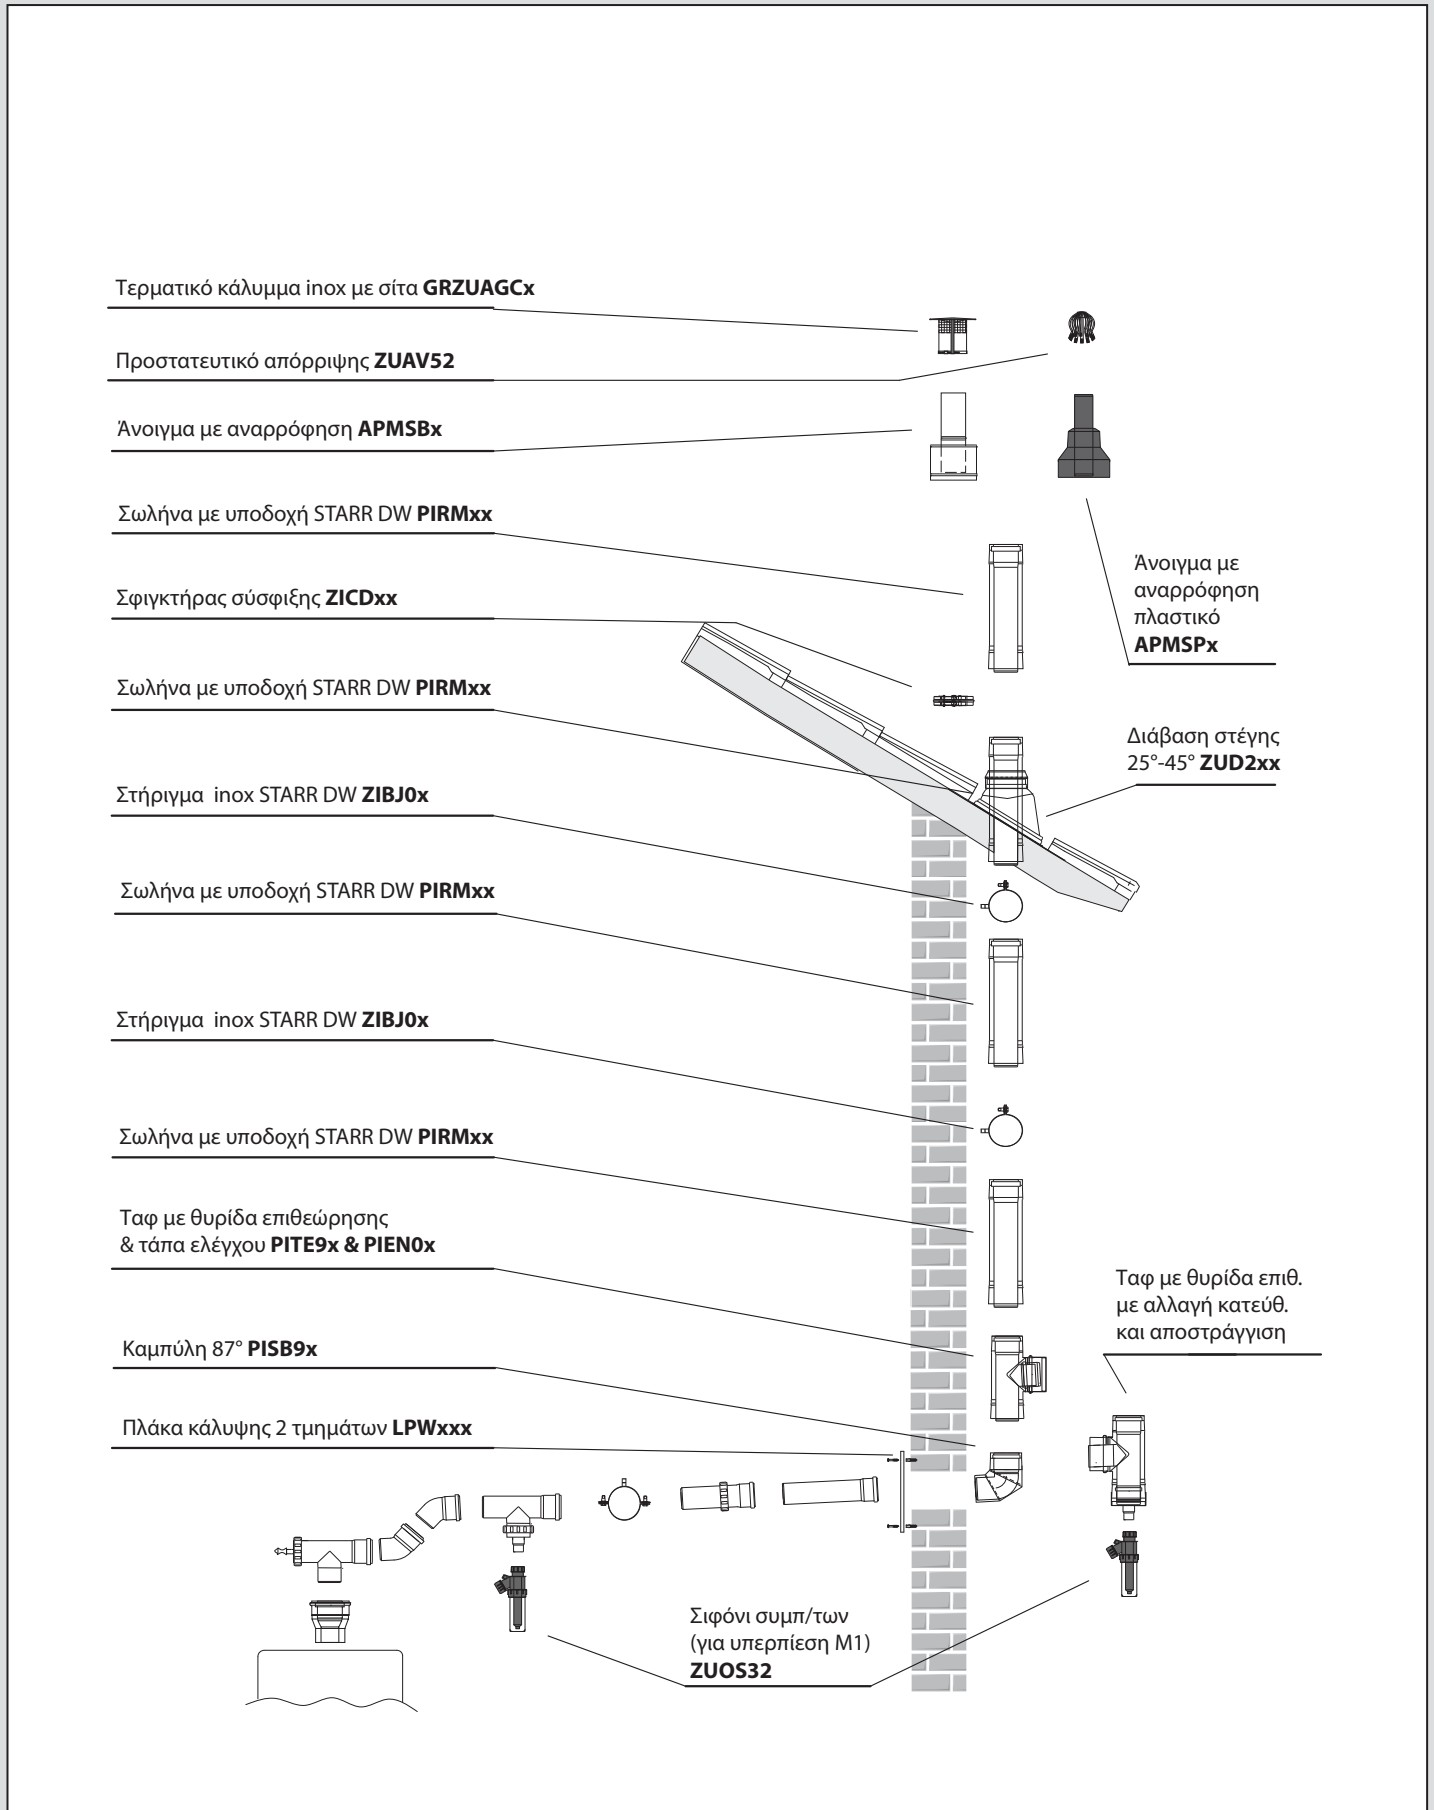 Τερματικό κάλυμμα inox με σίτα GRZUAGCx
Προστατευτικό απόρριψης ZUAV52
Άνοιγμα με αναρρόφηση APMSBx
Σωλήνα με υποδοχή STARR DW PIRMxx
Άνοιγμα με
αναρρόφηση
πλαστικό
APMSPx
Σφιγκτήρας σύσφιξης ZICDxx
Σωλήνα με υποδοχή STARR DW PIRMxx
Διάβαση στέγης
25°-45° ZUD2xx
Στήριγμα inox STARR DW ZIBJ0x
Σωλήνα με υποδοχή STARR DW PIRMxx
Στήριγμα inox STARR DW ZIBJ0x
Σωλήνα με υποδοχή STARR DW PIRMxx
Ταφ με θυρίδα επιθεώρησης
& τάπα ελέγχου PITE9x & PIEN0x
Ταφ με θυρίδα επιθ.
με αλλαγή κατεύθ.
και αποστράγγιση
Καμπύλη 87° PISB9x
Πλάκα κάλυψης 2 τμημάτων LPWxxx
Σιφόνι συμπ/των
(για υπερπίεση M1)
ZUOS32